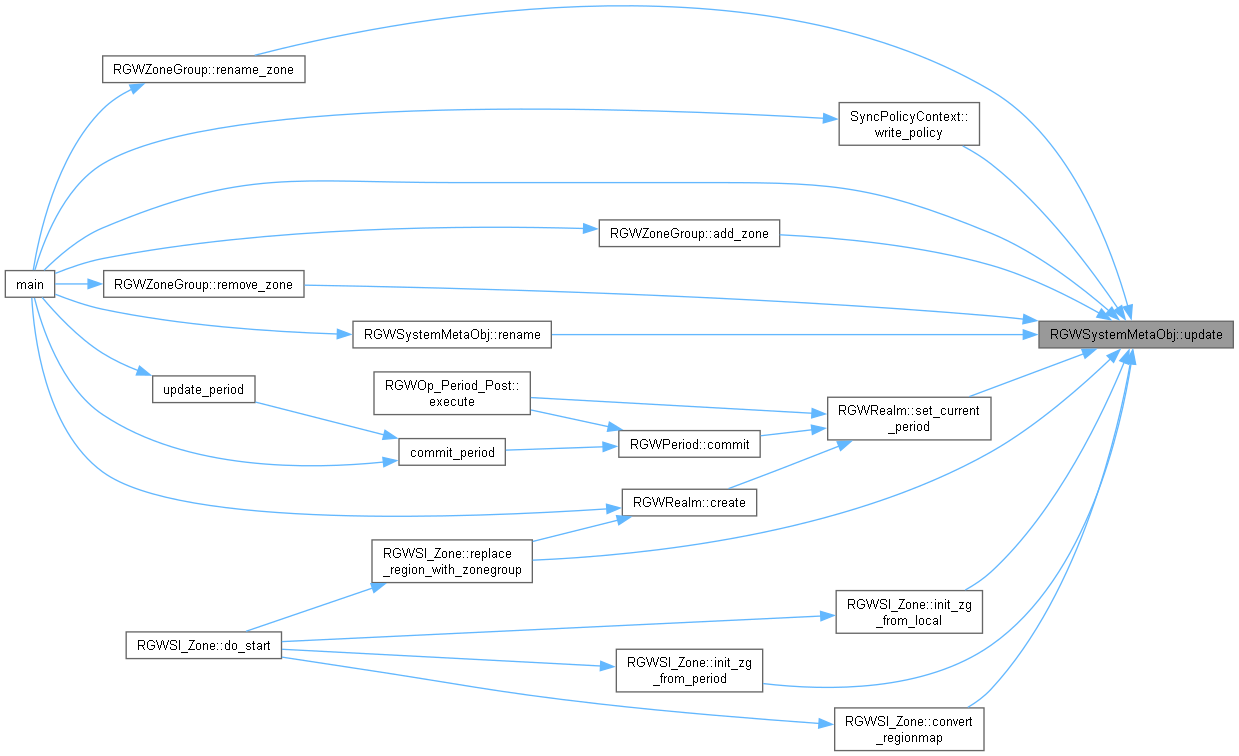 RGWZoneGroup::rename_zone
SyncPolicyContext::
write_policy
RGWZoneGroup::add_zone
main
RGWZoneGroup::remove_zone
RGWSystemMetaObj::rename
RGWSystemMetaObj::update
update_period
RGWOp_Period_Post::
execute
RGWRealm::set_current
_period
RGWPeriod::commit
commit_period
RGWRealm::create
RGWSI_Zone::replace
_region_with_zonegroup
RGWSI_Zone::init_zg
_from_local
RGWSI_Zone::do_start
RGWSI_Zone::init_zg
_from_period
RGWSI_Zone::convert
_regionmap